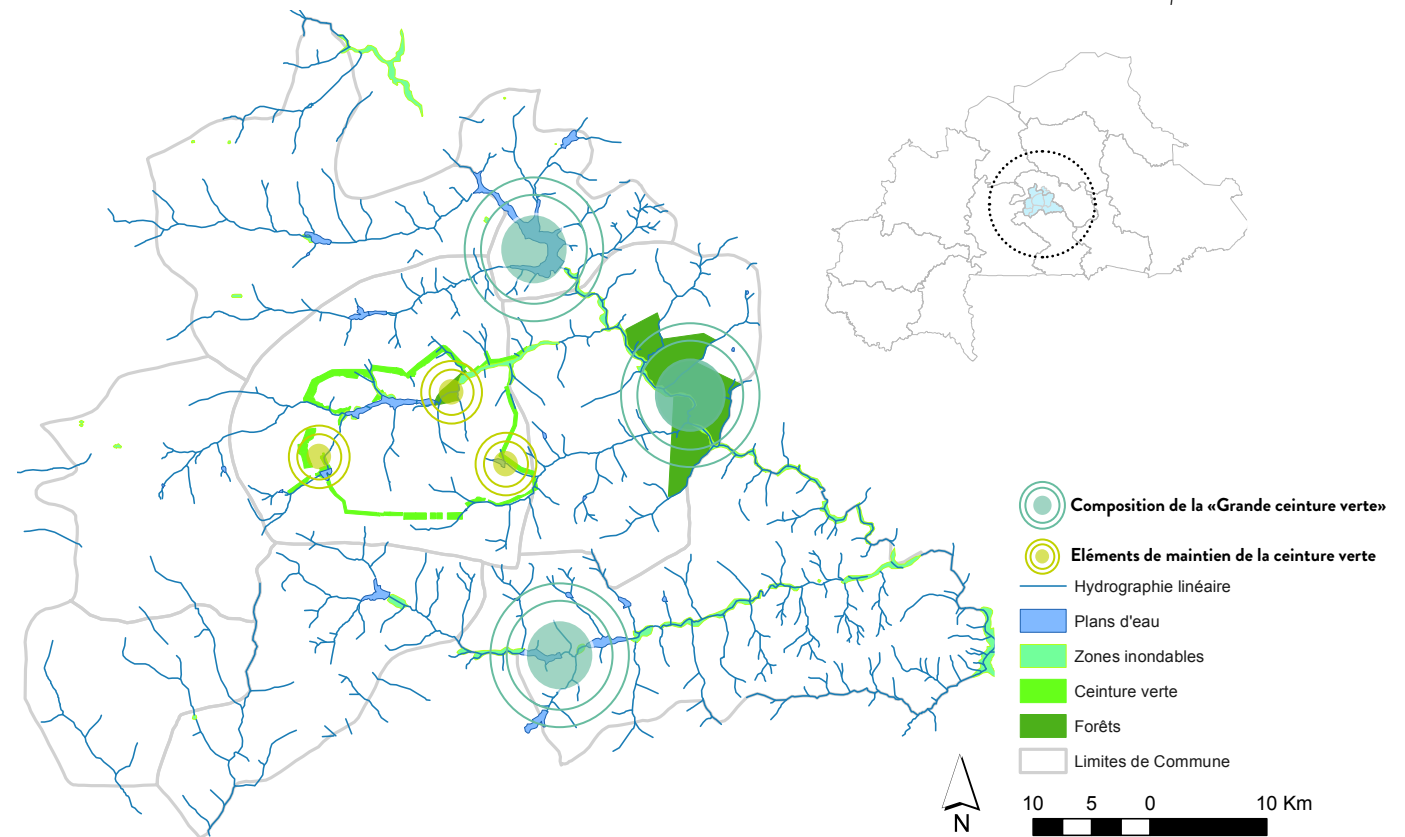 Composition de la «Grande ceinture verte»
Eléments de maintien de la ceinture verte
Hydrographie linéaire
Plans d'eau
Zones inondables
Ceinture verte
Forêts
Limites de Commune
N
10 5 0 10 Km